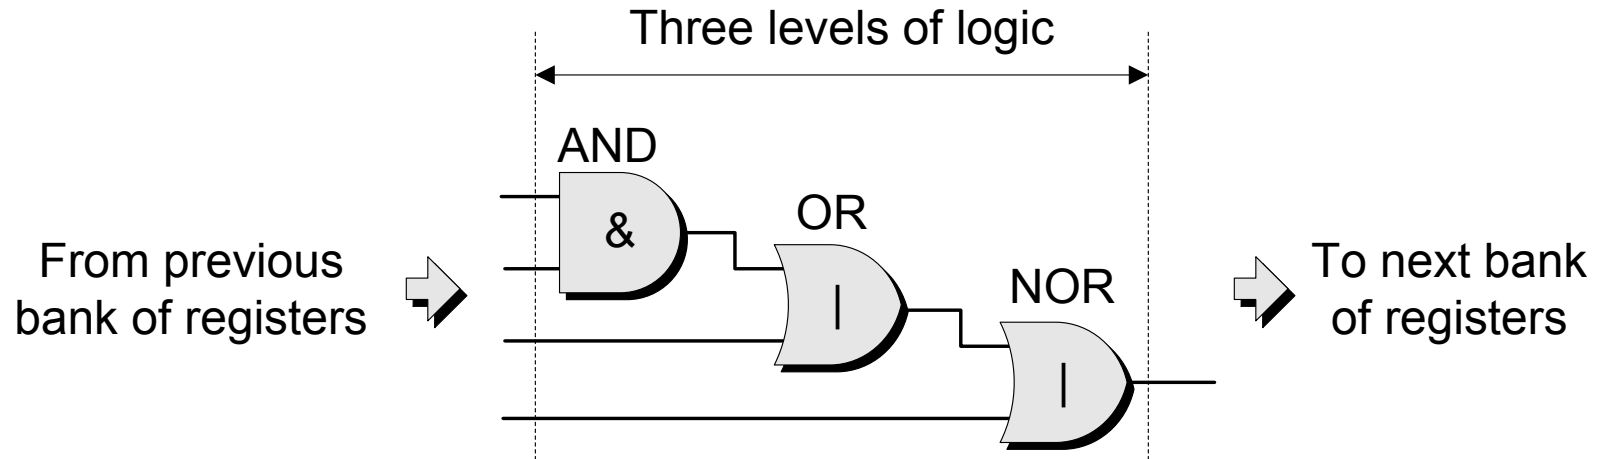 Three levels of logic
AND
&
OR
|
NOR
|
From previous
bank of registers
To next bank
of registers